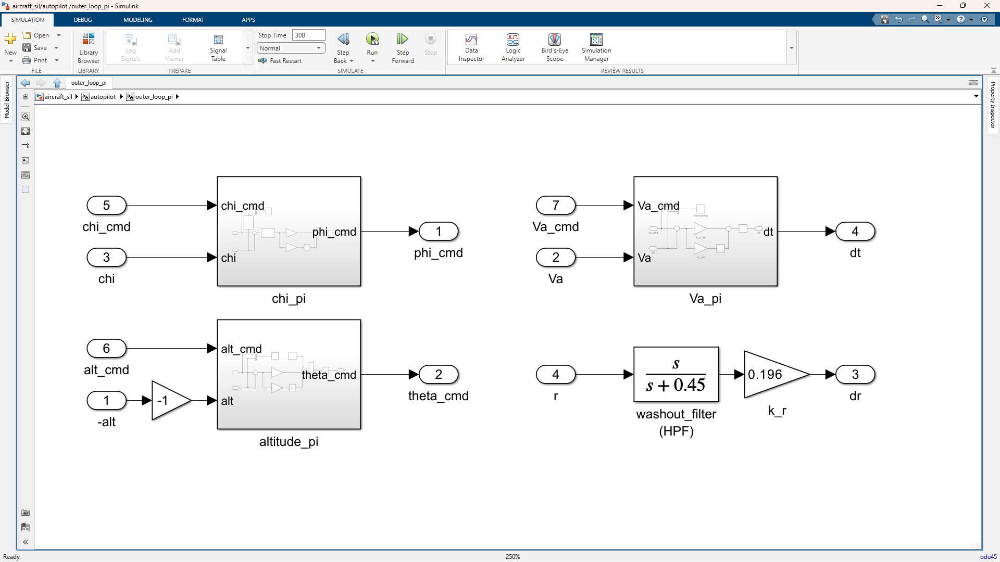 aircraft_sil/autopilot /outer_loop_pi - Simulink
SIMULATION
DEBUG
MODELING
FORMAT
APPS
New
Open
Save
Print
FILE
Library
Browser
LIBRARY
Log
Signals
Add
Viewer
Signal
Table
PREPARE
Stop Time 300
Normal
Fast Restart
Step
Back
Run
Step
Forward
Stop
SIMULATE
Data
Inspector
Logic
Analyzer
Bird's-Eye
Scope
Simulation
Manager
REVIEW RESULTS
Model Browser
Property Inspector
outer_loop_pi
aircraft_sil
autopilot
outer_loop_pi
5
chi_cmd
3
chi
chi_cmd
chi
phi_cmd
chi_pi
1
phi_cmd
7
Va_cmd
2
Va
Va_cmd
Va
dt
Va_tracking
Va_cmd
k_p_Va
k_i_Va
Va
Va_pi
4
dt
6
alt_cmd
1
-alt
-1
alt_cmd
alt
theta_cmd
altitude_pi
2
theta_cmd
4
r
s
s + 0.45
washout_filter
(HPF)
0.196
k_r
3
dr
Ready
250%
ode45